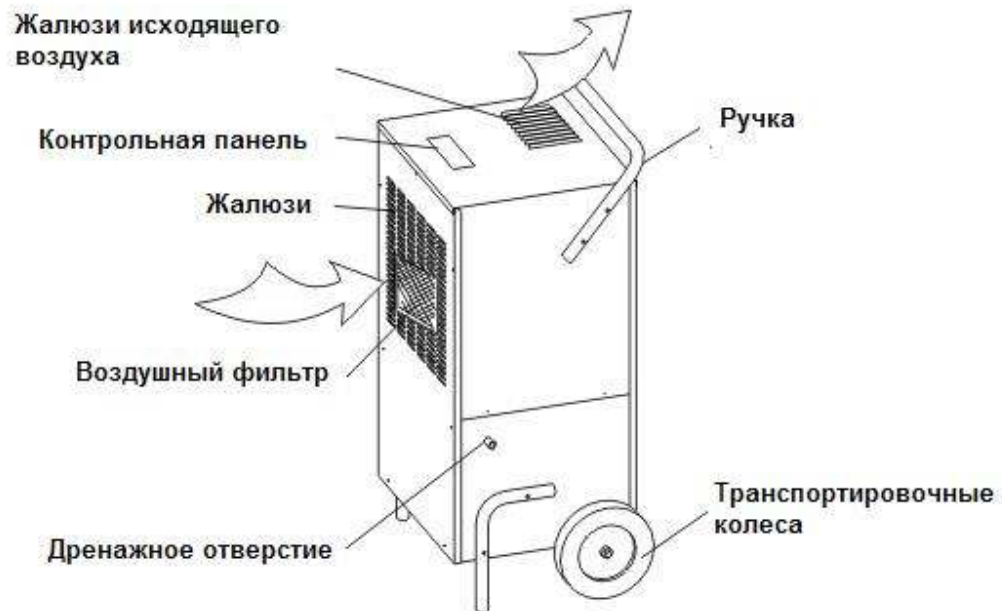 Жалюзи исходящего
воздуха
Контрольная панель
Ручка
Жалюзи
Воздушный фильтр
Транспортировочные
колеса
Дренажное отверстие